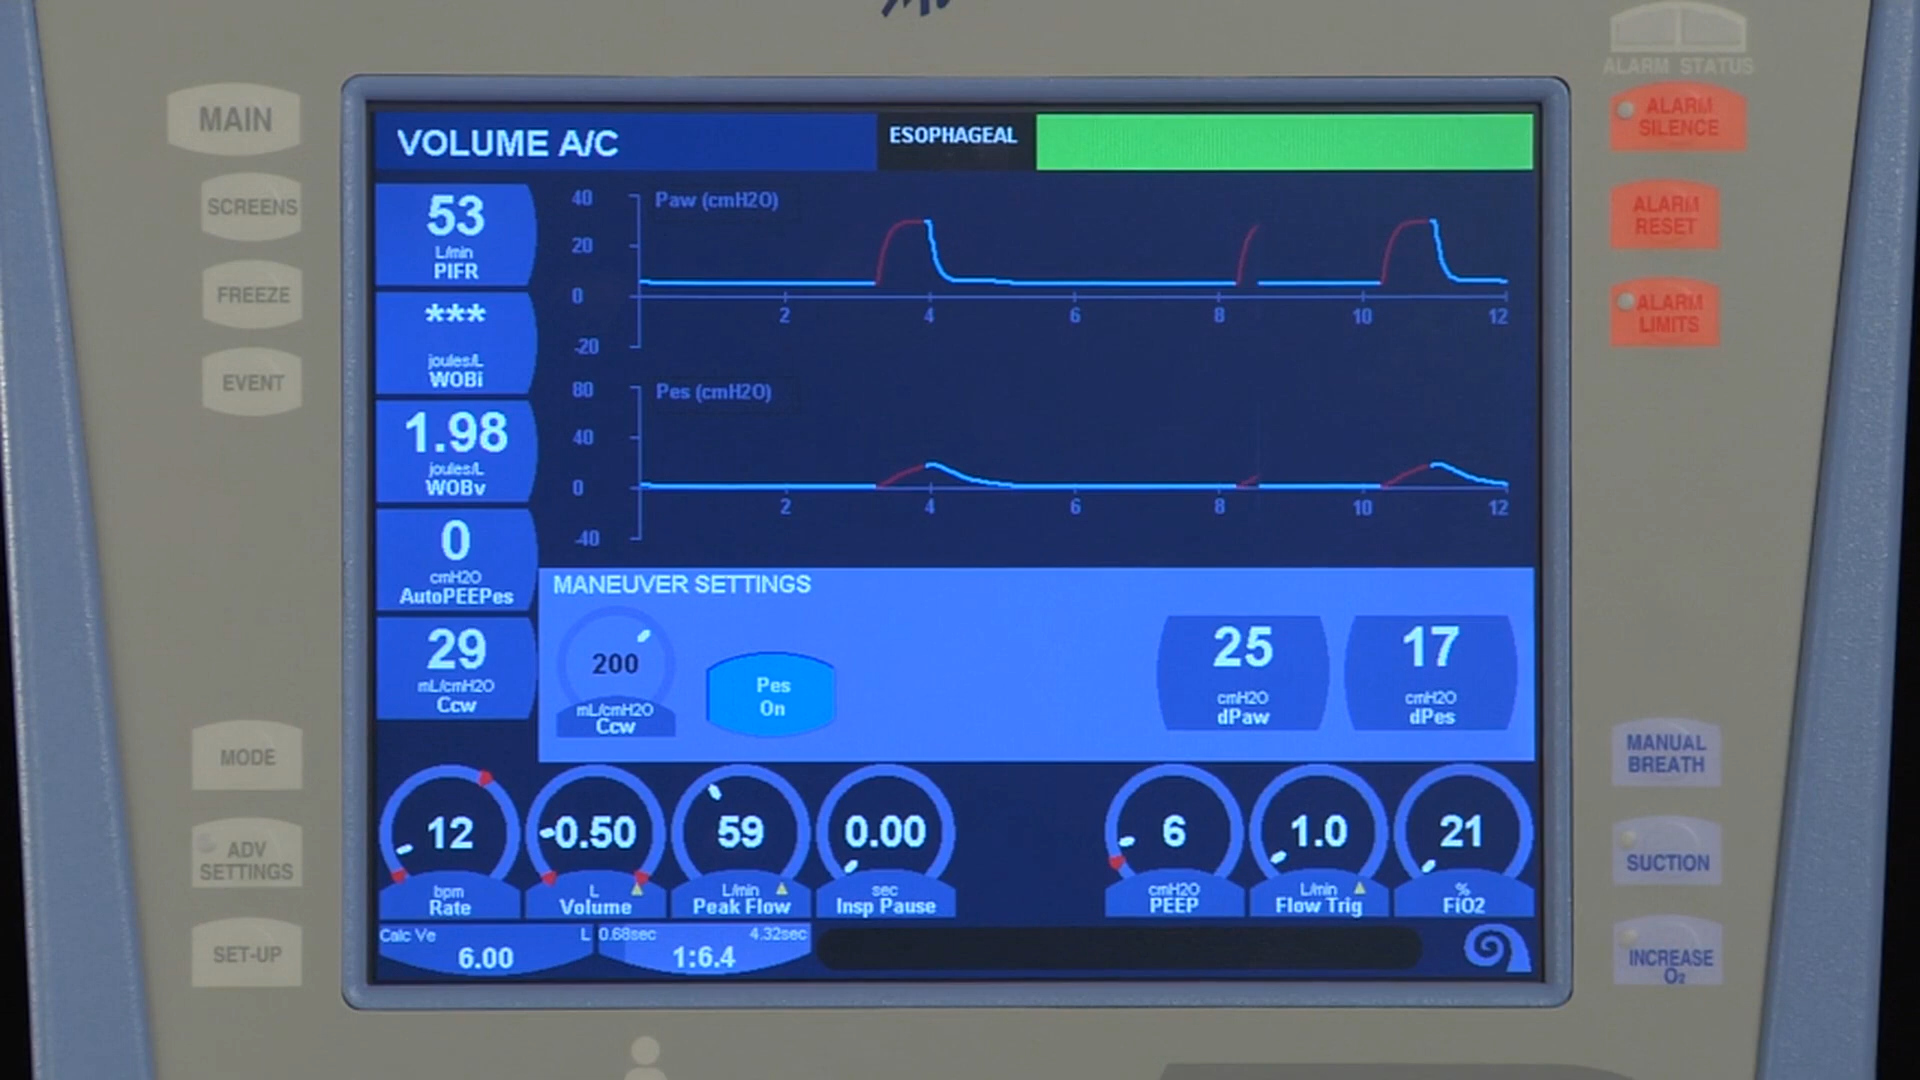 ALARM STATUS
MAIN
SCREENS
FREEZE
EVENT
MODE
ADV
SETTINGS
SET-UP
VOLUME A/C
ESOPHAGEAL
53
L/min
PIFR
***
joules/L
WOBi
1.98
joules/L
WOBv
0
cmH2O
AutoPEEPes
29
mL/cmH2O
Ccw
Paw (cmH2O)
40
20
0
-20
2 4 6 8 10 12
Pes (cmH2O)
80
40
0
-40
2 4 6 8 10 12
MANEUVER SETTINGS
200
mL/cmH2O
Ccw
Pes
On
25
cmH2O
dPaw
17
cmH2O
dPes
12
bpm
Rate
0.50
L
Volume
59
L/min
Peak Flow
0.00
sec
Insp Pause
6
cmH2O
PEEP
1.0
L/min
Flow Trig
21
%
FiO2
Calc Ve L
6.00
0.68sec 4.32sec
1:6.4
ALARM
SILENCE
ALARM
RESET
ALARM
LIMITS
MANUAL
BREATH
SUCTION
INCREASE
O2